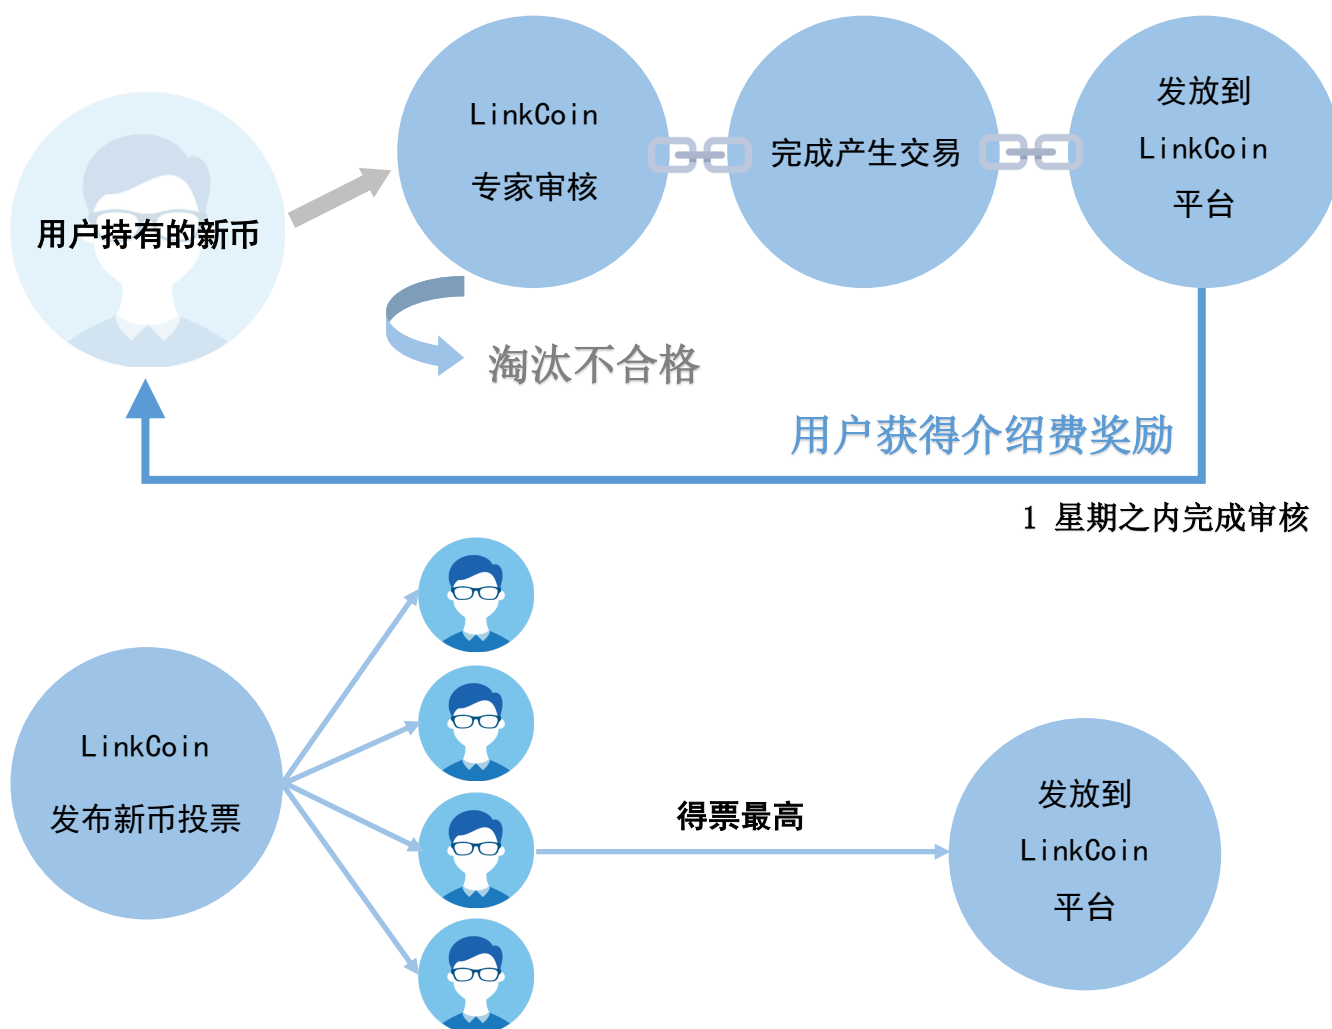 用户持有的新币
LinkCoin
专家审核
完成产生交易
发放到
LinkCoin
平台
淘汰不合格
用户获得介绍费奖励
1 星期之内完成审核
LinkCoin
发布新币投票
得票最高
发放到
LinkCoin
平台